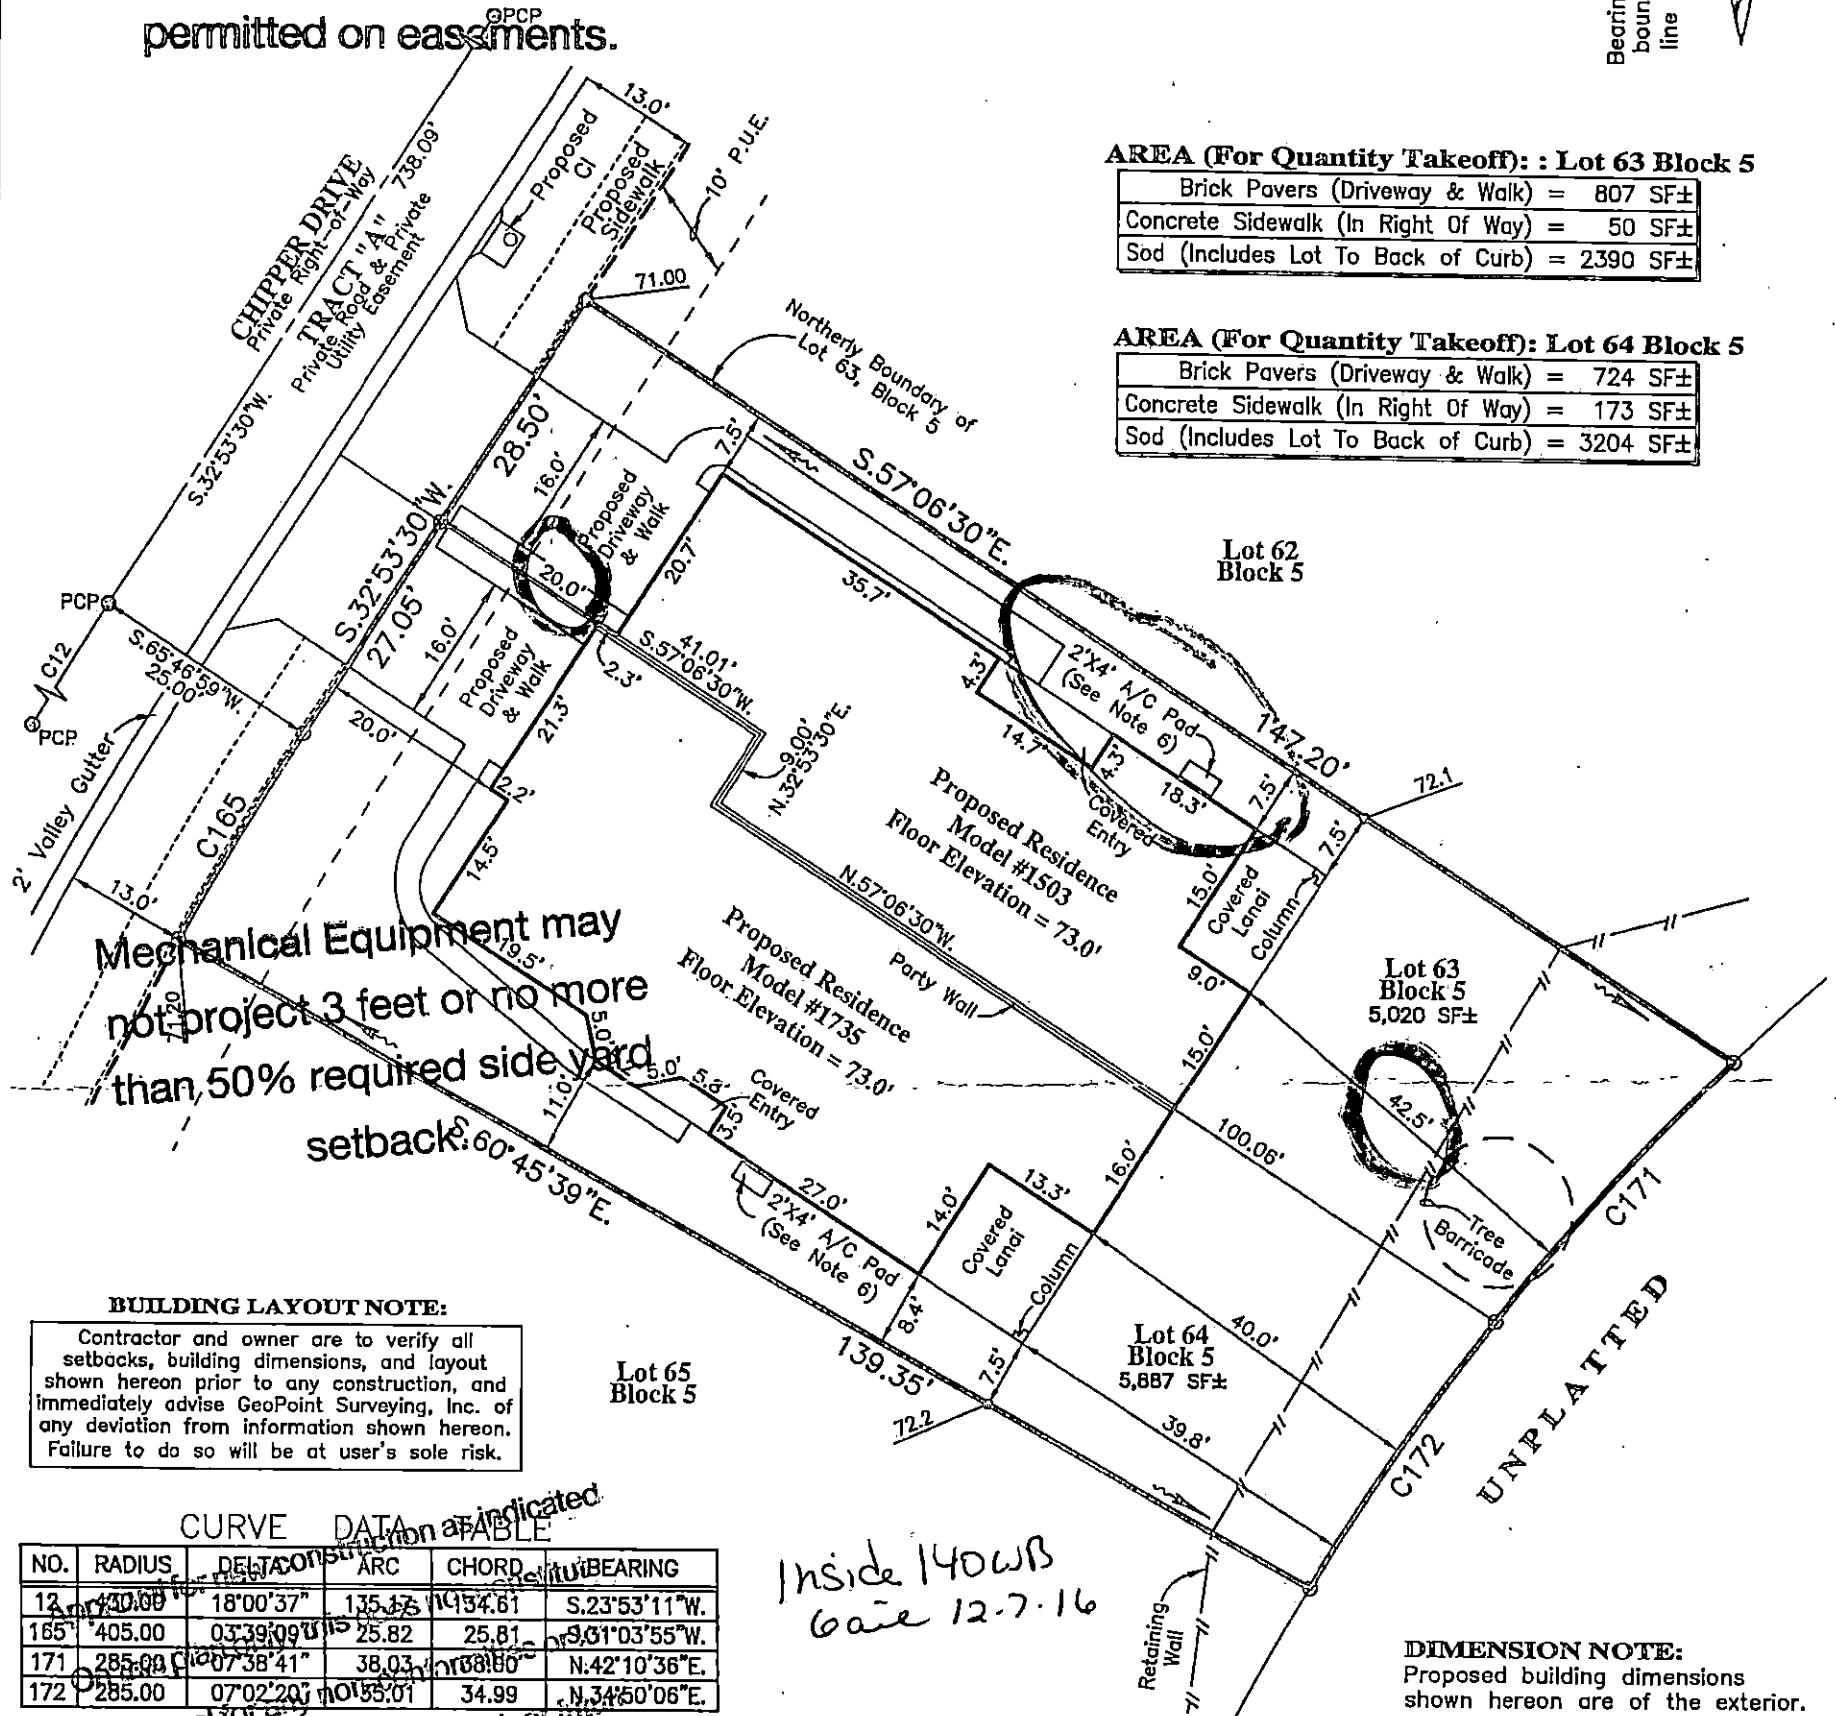 PCP
permitted on easements.
Bearin
boun
line
AREA (For Quantity Takeoff): : Lot 63 Block 5
Brick Pavers (Driveway & Walk) = 807 SF±
Concrete Sidewalk (In Right Of Way) = 50 SF±
Sod (Includes Lot To Back of Curb) = 2390 SF±
AREA (For Quantity Takeoff): Lot 64 Block 5
Brick Pavers (Driveway & Walk) = 724 SF±
Concrete Sidewalk (In Right Of Way) = 173 SF±
Sod (Includes Lot To Back of Curb) = 3204 SF±
CHIPPER DRIVE
Private Right-of-Way
S.32°53'30"W. 738.09'
TRACT "A"
Private Road & Private
Utility Easement
13.0'
Proposed
CI
Proposed
Sidewalk
10' P.U.E.
71.00
Northerly Boundary of
Lot 63, Block 5
28.50'
S.32°53'30"W.
27.05'
16.0'
7.5'
Proposed
Driveway
& Walk
20.0'
20.7'
S.57°06'30"E.
147.20'
Lot 62
Block 5
35.7'
4.3'
14.7'
4.3'
2'X4' A/C Pad
(See Note 6)
18.3'
Covered
Entry
7.5'
7.5'
72.1
PCP
C12
PCP
S.65°46'59"W.
25.00'
2' Valley Gutter
16.0'
20.0'
Proposed
Driveway
& Walk
21.3'
2.3'
41.01'
S.57°06'30"W.
9.00'
N.32°53'30"E.
2.2'
14.5'
C165
13.0'
71.20
Proposed Residence
Model #1503
Floor Elevation = 73.0'
15.0'
Covered
Lanai
Column
9.0'
N.57°06'30"W.
Party Wall
Proposed Residence
Model #1735
Floor Elevation = 73.0'
Lot 63
Block 5
5,020 SF±
15.0'
42.5'
100.06'
Tree
Barricade
C171
Mechanical Equipment may
not project 3 feet or no more
than 50% required side yard
setback.
19.5'
5.0'
5.0'
5.8'
3.5'
Covered
Entry
11.0'
S.60°45'39"E.
139.35'
2'X4' A/C Pad
(See Note 6)
27.0'
14.0'
13.3'
16.0'
Covered
Lanai
Column
8.4'
7.5'
72.2
Lot 64
Block 5
5,887 SF±
40.0'
39.8'
C172
UNPLATTED
Lot 65
Block 5
BUILDING LAYOUT NOTE:
Contractor and owner are to verify all
setbacks, building dimensions, and layout
shown hereon prior to any construction, and
immediately advise GeoPoint Surveying, Inc. of
any deviation from information shown hereon.
Failure to do so will be at user's sole risk.
CURVE DATA TABLE
NO. RADIUS DELTA ARC CHORD BEARING
12 430.00 18°00'37" 135.17 134.61 S.23°53'11"W.
165 405.00 03°39'09" 25.82 25.81 S.31°03'55"W.
171 285.00 07°38'41" 38.03 38.00 N.42°10'36"E.
172 285.00 07°02'20" 35.01 34.99 N.34°50'06"E.
Inside 140WB
12.7.16
Retaining
Wall
DIMENSION NOTE:
Proposed building dimensions
shown hereon are of the exterior.